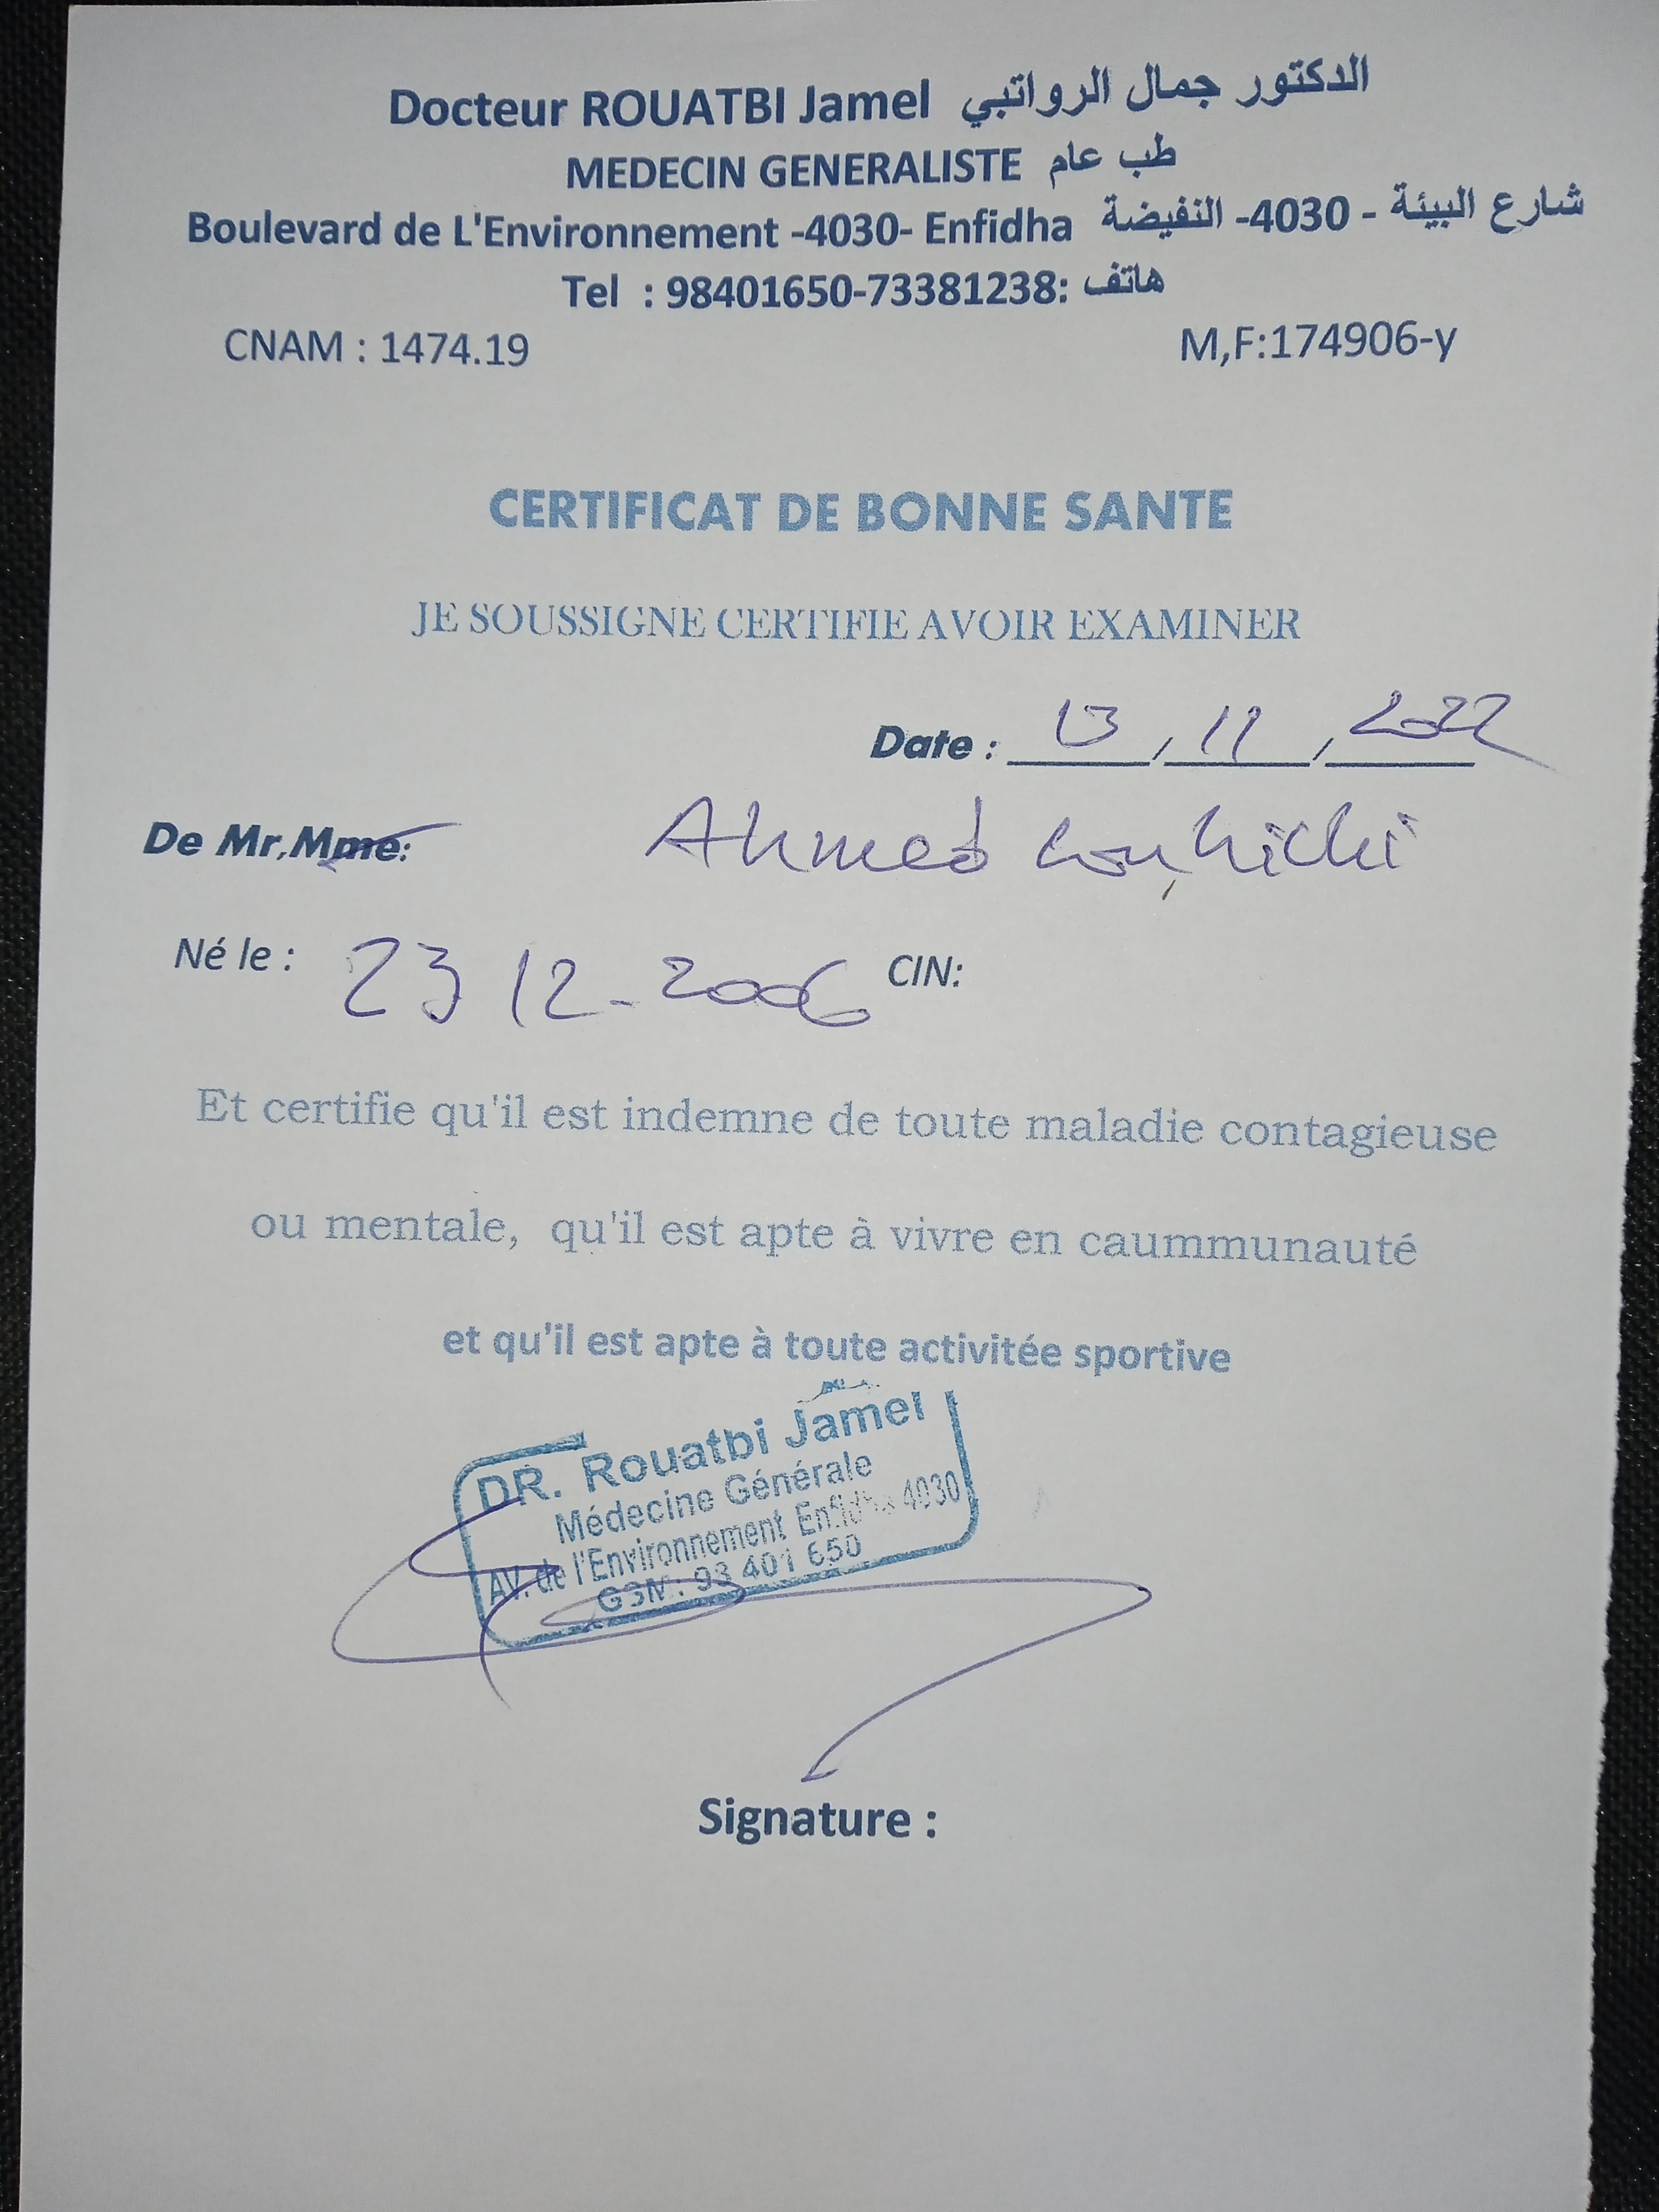 Docteur ROUATBI Jamel الدكتور جمال الرواتبي
MEDECIN GENERALISTE طب عام
Boulevard de L'Environnement -4030- Enfidha شارع البيئة - 4030- النفيضة
Tel : 98401650-73381238: هاتف
CNAM : 1474.19 M,F:174906-y
CERTIFICAT DE BONNE SANTE
JE SOUSSIGNE CERTIFIE AVOIR EXAMINER
Date : 13, 11, 2022
De Mr,Mme: Ahmed
Né le : 23 12-2006 CIN:
Et certifie qu'il est indemne de toute maladie contagieuse
ou mentale, qu'il est apte à vivre en caummunauté
et qu'il est apte à toute activitée sportive
DR. Rouatbi Jamel
Médecine Générale
AV. de l'Environnement Enfidha 4030
GSM : 401 650
Signature :